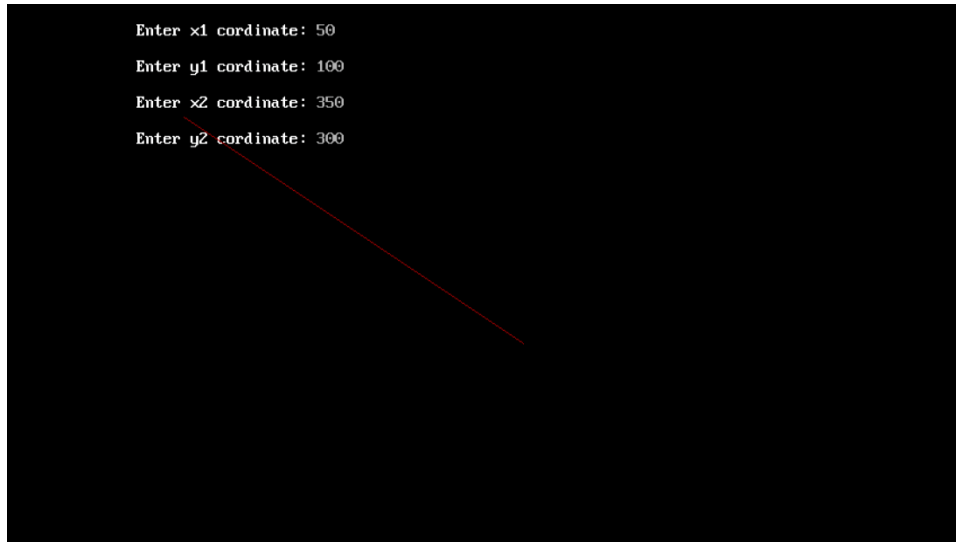 Enter x1 cordinate: 50
Enter y1 cordinate: 100
Enter x2 cordinate: 350
Enter y2 cordinate: 300